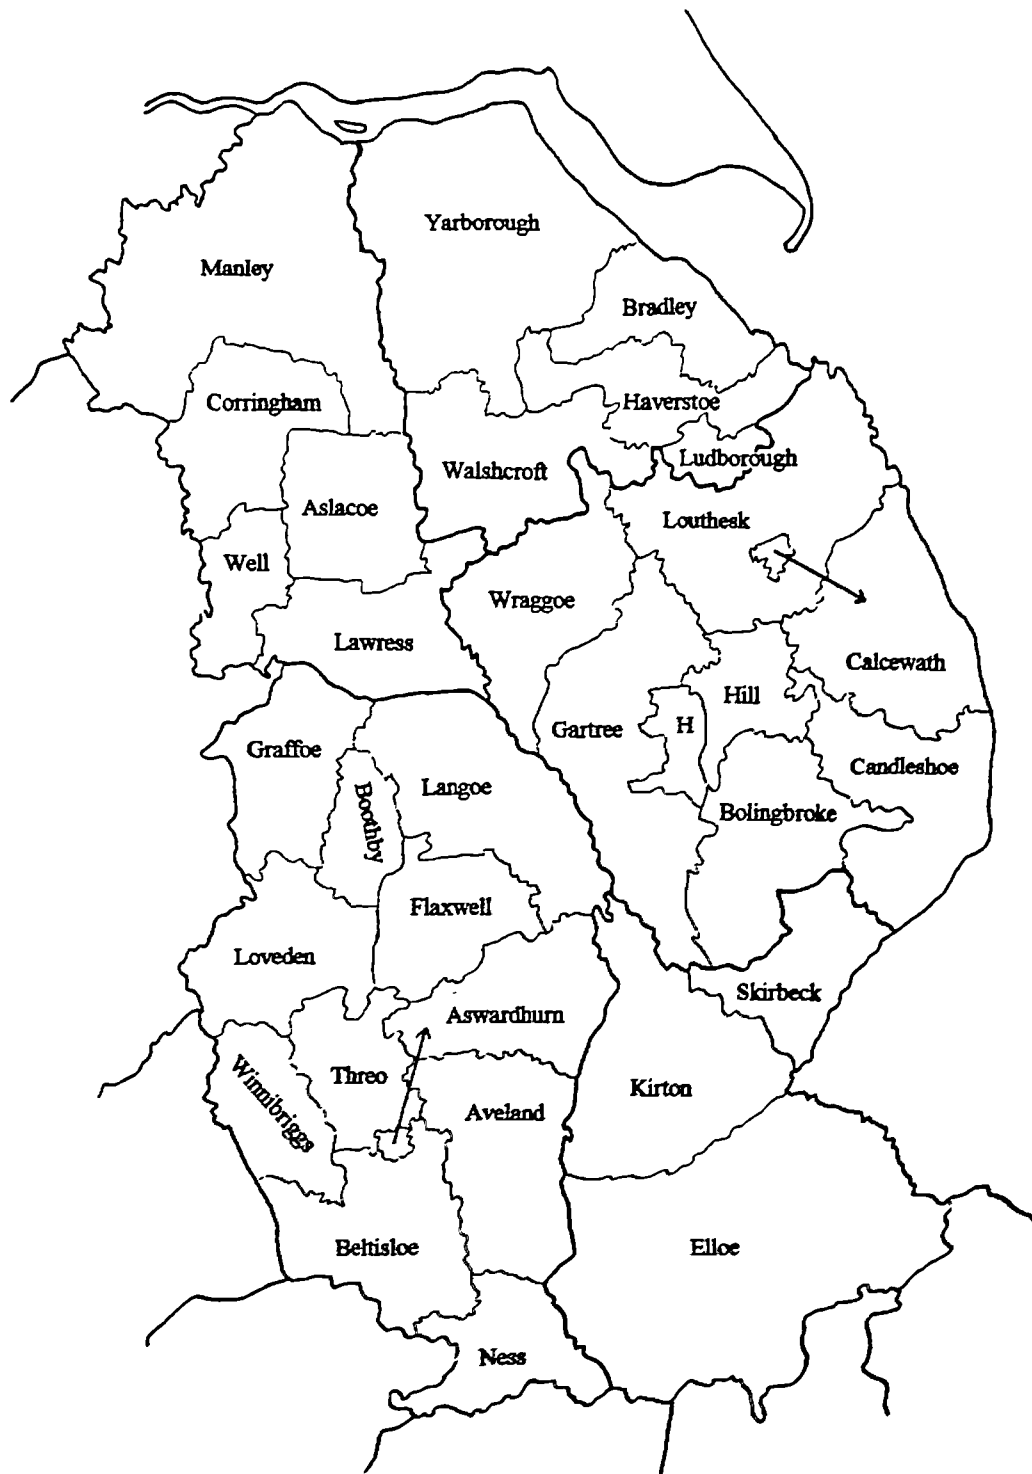 Yarborough
Manley
Bradley
Corringham
Haverstoe
Ludborough
Walshcroft
Aslacoe
Louthesk
Well
Wraggoe
Lawress
Calcewath
Hill
H
Gartree
Graffoe
Candleshoe
Langoe
Boothby
Bolingbroke
Flaxwell
Loveden
Skirbeck
Aswardhurn
Threo
Kirton
Winnibriggs
Aveland
Beltisloe
Elloe
Ness